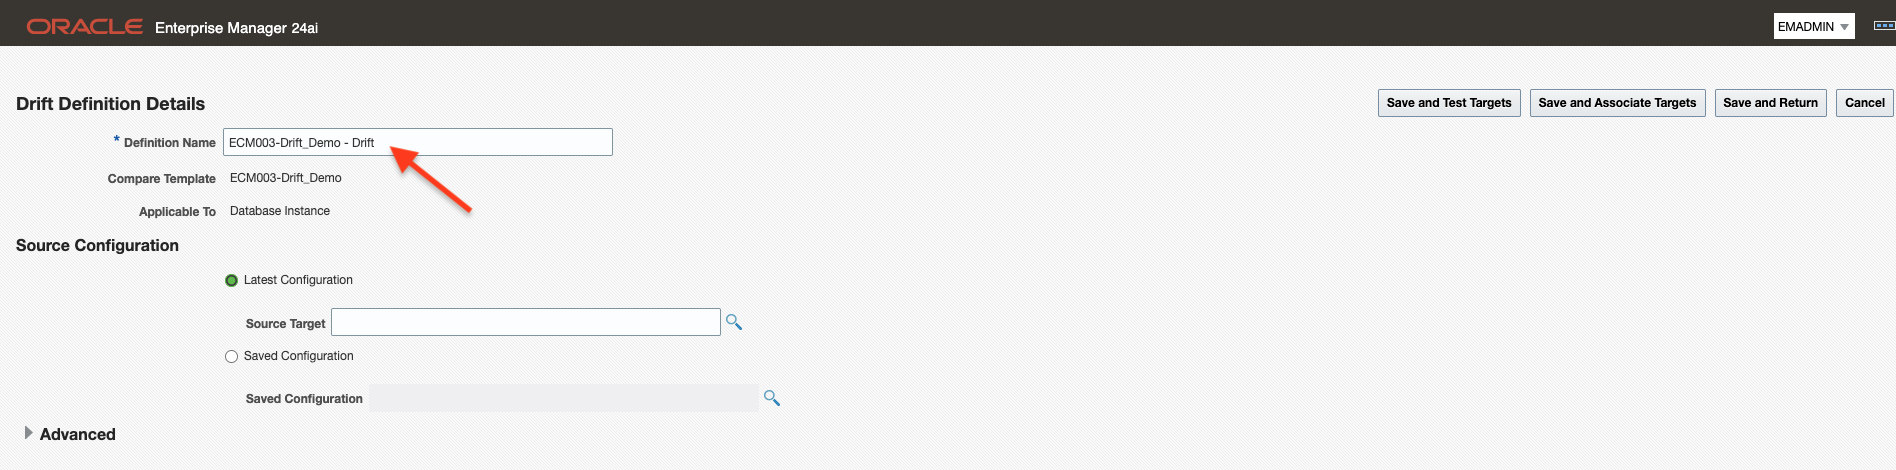 ORACLE Enterprise Manager 24ai EMADMIN
Drift Definition Details Save and Test Targets Save and Associate Targets Save and Return Cancel
* Definition Name ECM003-Drift_Demo - Drift
Compare Template ECM003-Drift_Demo
Applicable To Database Instance
Source Configuration
Latest Configuration
Source Target
Saved Configuration
Saved Configuration
Advanced